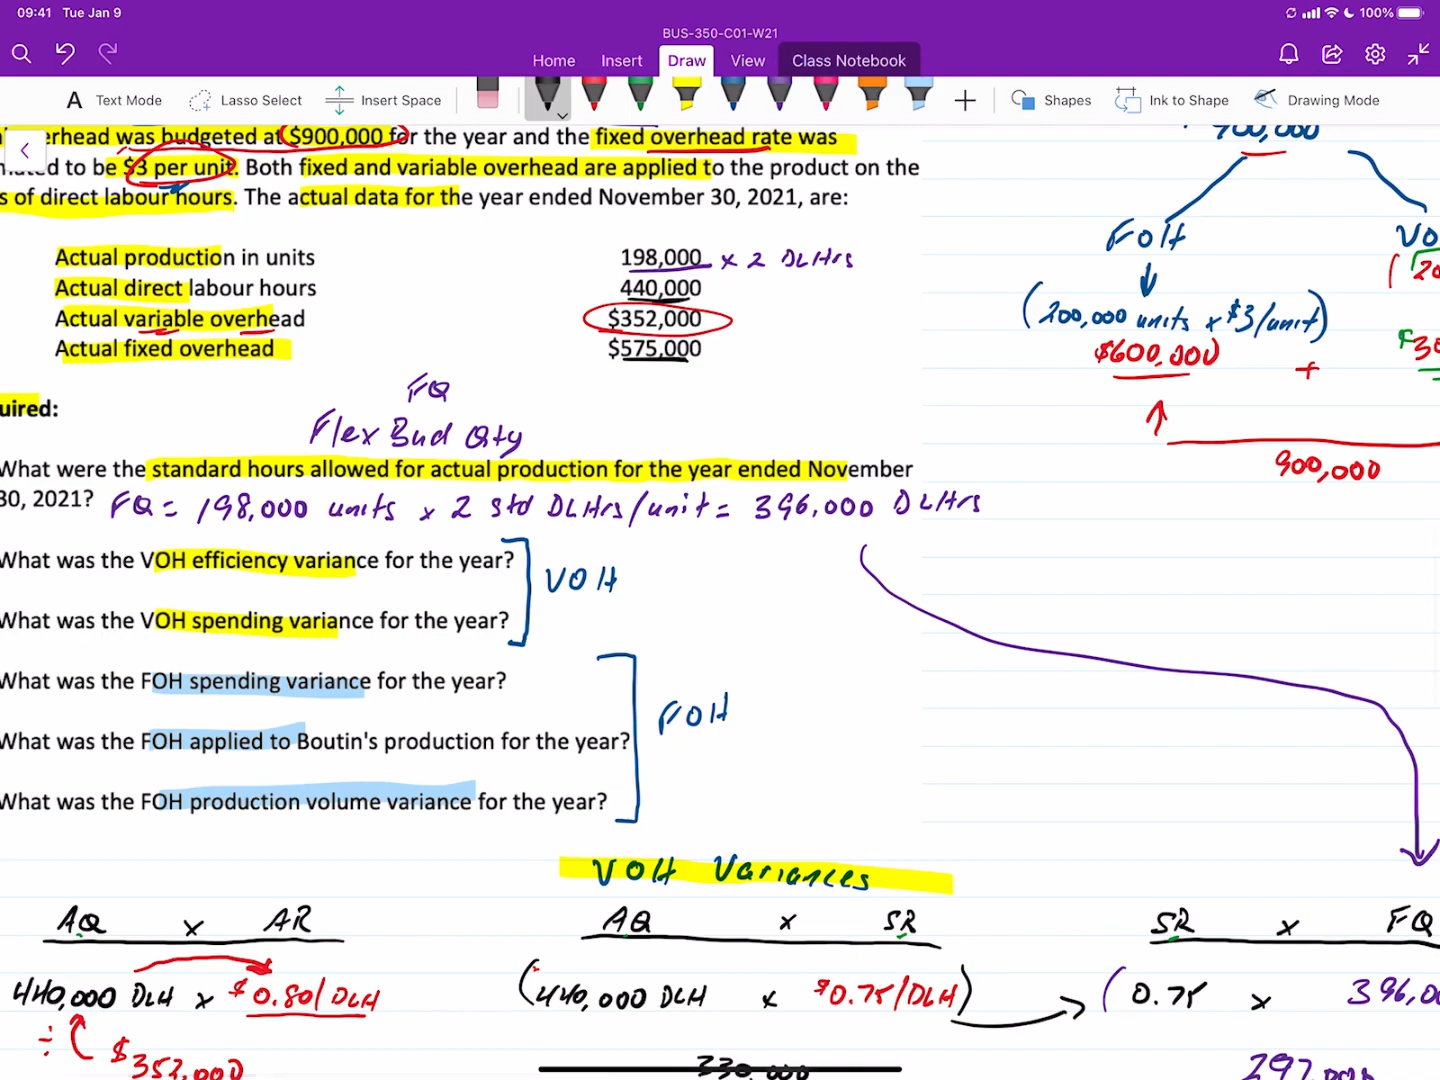 09:41 Tue Jan 9
100%
BUS-350-C01-W21
Home Insert Draw View Class Notebook
Text Mode Lasso Select Insert Space Shapes Ink to Shape Drawing Mode
erhead was budgeted at $900,000 for the year and the fixed overhead rate was
to be $3 per unit. Both fixed and variable overhead are applied to the product on the
s of direct labour hours. The actual data for the year ended November 30, 2021, are:
Actual production in units 198,000 x 2 DLHrs
Actual direct labour hours 440,000
Actual variable overhead $352,000
Actual fixed overhead $575,000
900,000
FOH VO
(200,000 units x $3/unit)
$600,000 +
900,000
uired:
FQ
Flex Bud Qty
What were the standard hours allowed for actual production for the year ended November
30, 2021? FQ = 198,000 units x 2 Std DLHrs/unit = 396,000 DLHrs
What was the VOH efficiency variance for the year?
VOH
What was the VOH spending variance for the year?
What was the FOH spending variance for the year?
FOH
What was the FOH applied to Boutin's production for the year?
What was the FOH production volume variance for the year?
VOH Variances
AQ x AR AQ x SR SR x FQ
440,000 DLH x $0.80/DLH (440,000 DLH x $0.75/DLH) (0.75 x 396,0
÷ $352,000 330,000 297,000